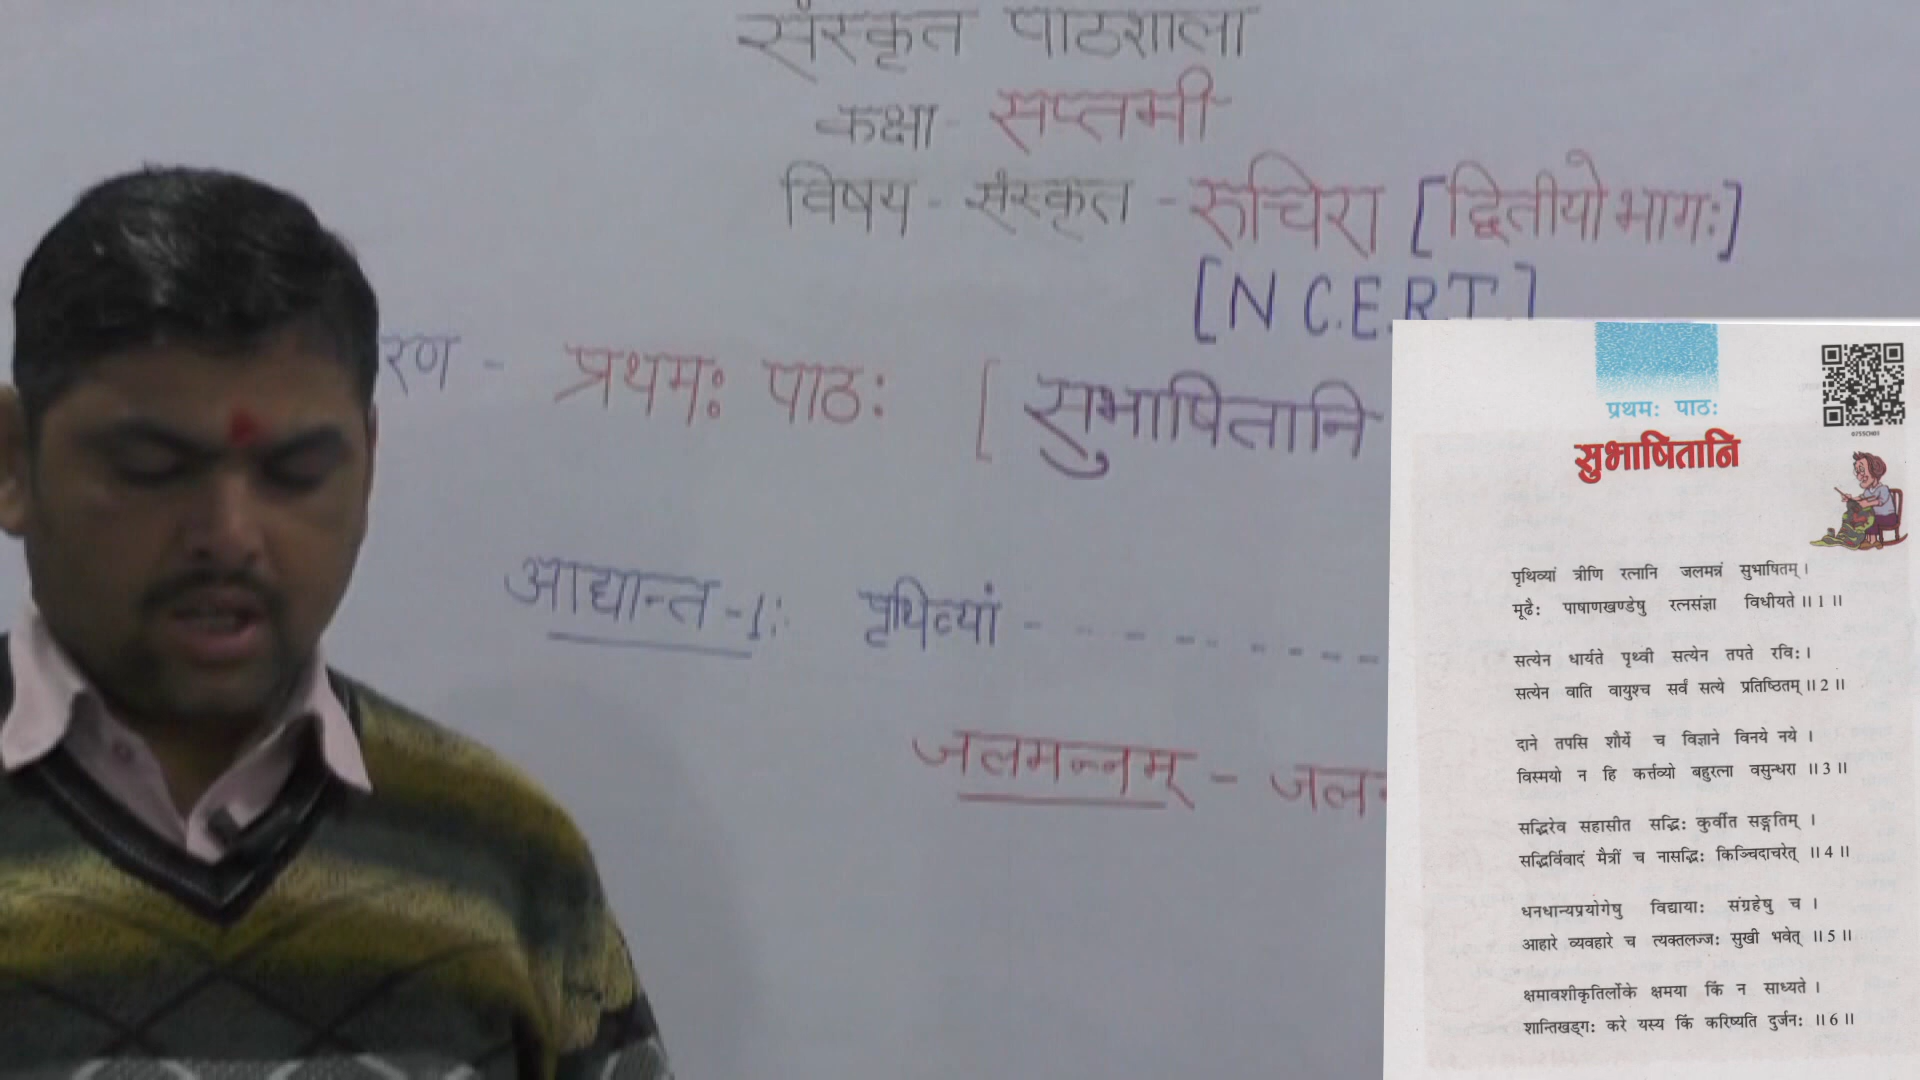 संस्कृत पाठशाला
कक्षा - सप्तमी
विषय - संस्कृत - रुचिरा [द्वितीयो भागः]
[N C.E.R.T]
रण - प्रथमः पाठः [सुभाषितानि
आद्यान्त -1: पृथिव्यां - - - - - - - -
जलमन्नम् - जल
प्रथमः पाठः
सुभाषितानि
पृथिव्यां त्रीणि रत्नानि जलमन्नं सुभाषितम् ।
मूढैः पाषाणखण्डेषु रत्नसंज्ञा विधीयते ॥ 1 ॥
सत्येन धार्यते पृथ्वी सत्येन तपते रविः ।
सत्येन वाति वायुश्च सर्वं सत्ये प्रतिष्ठितम् ॥ 2 ॥
दाने तपसि शौर्ये च विज्ञाने विनये नये ।
विस्मयो न हि कर्त्तव्यो बहुरत्ना वसुन्धरा ॥ 3 ॥
सद्भिरेव सहासीत सद्भिः कुर्वीत सङ्गतिम् ।
सद्भिर्विवादं मैत्रीं च नासद्भिः किञ्चिदाचरेत् ॥ 4 ॥
धनधान्यप्रयोगेषु विद्यायाः संग्रहेषु च ।
आहारे व्यवहारे च त्यक्तलज्जः सुखी भवेत् ॥ 5 ॥
क्षमावशीकृतिर्लोके क्षमया किं न साध्यते ।
शान्तिखड्गः करे यस्य किं करिष्यति दुर्जनः ॥ 6 ॥